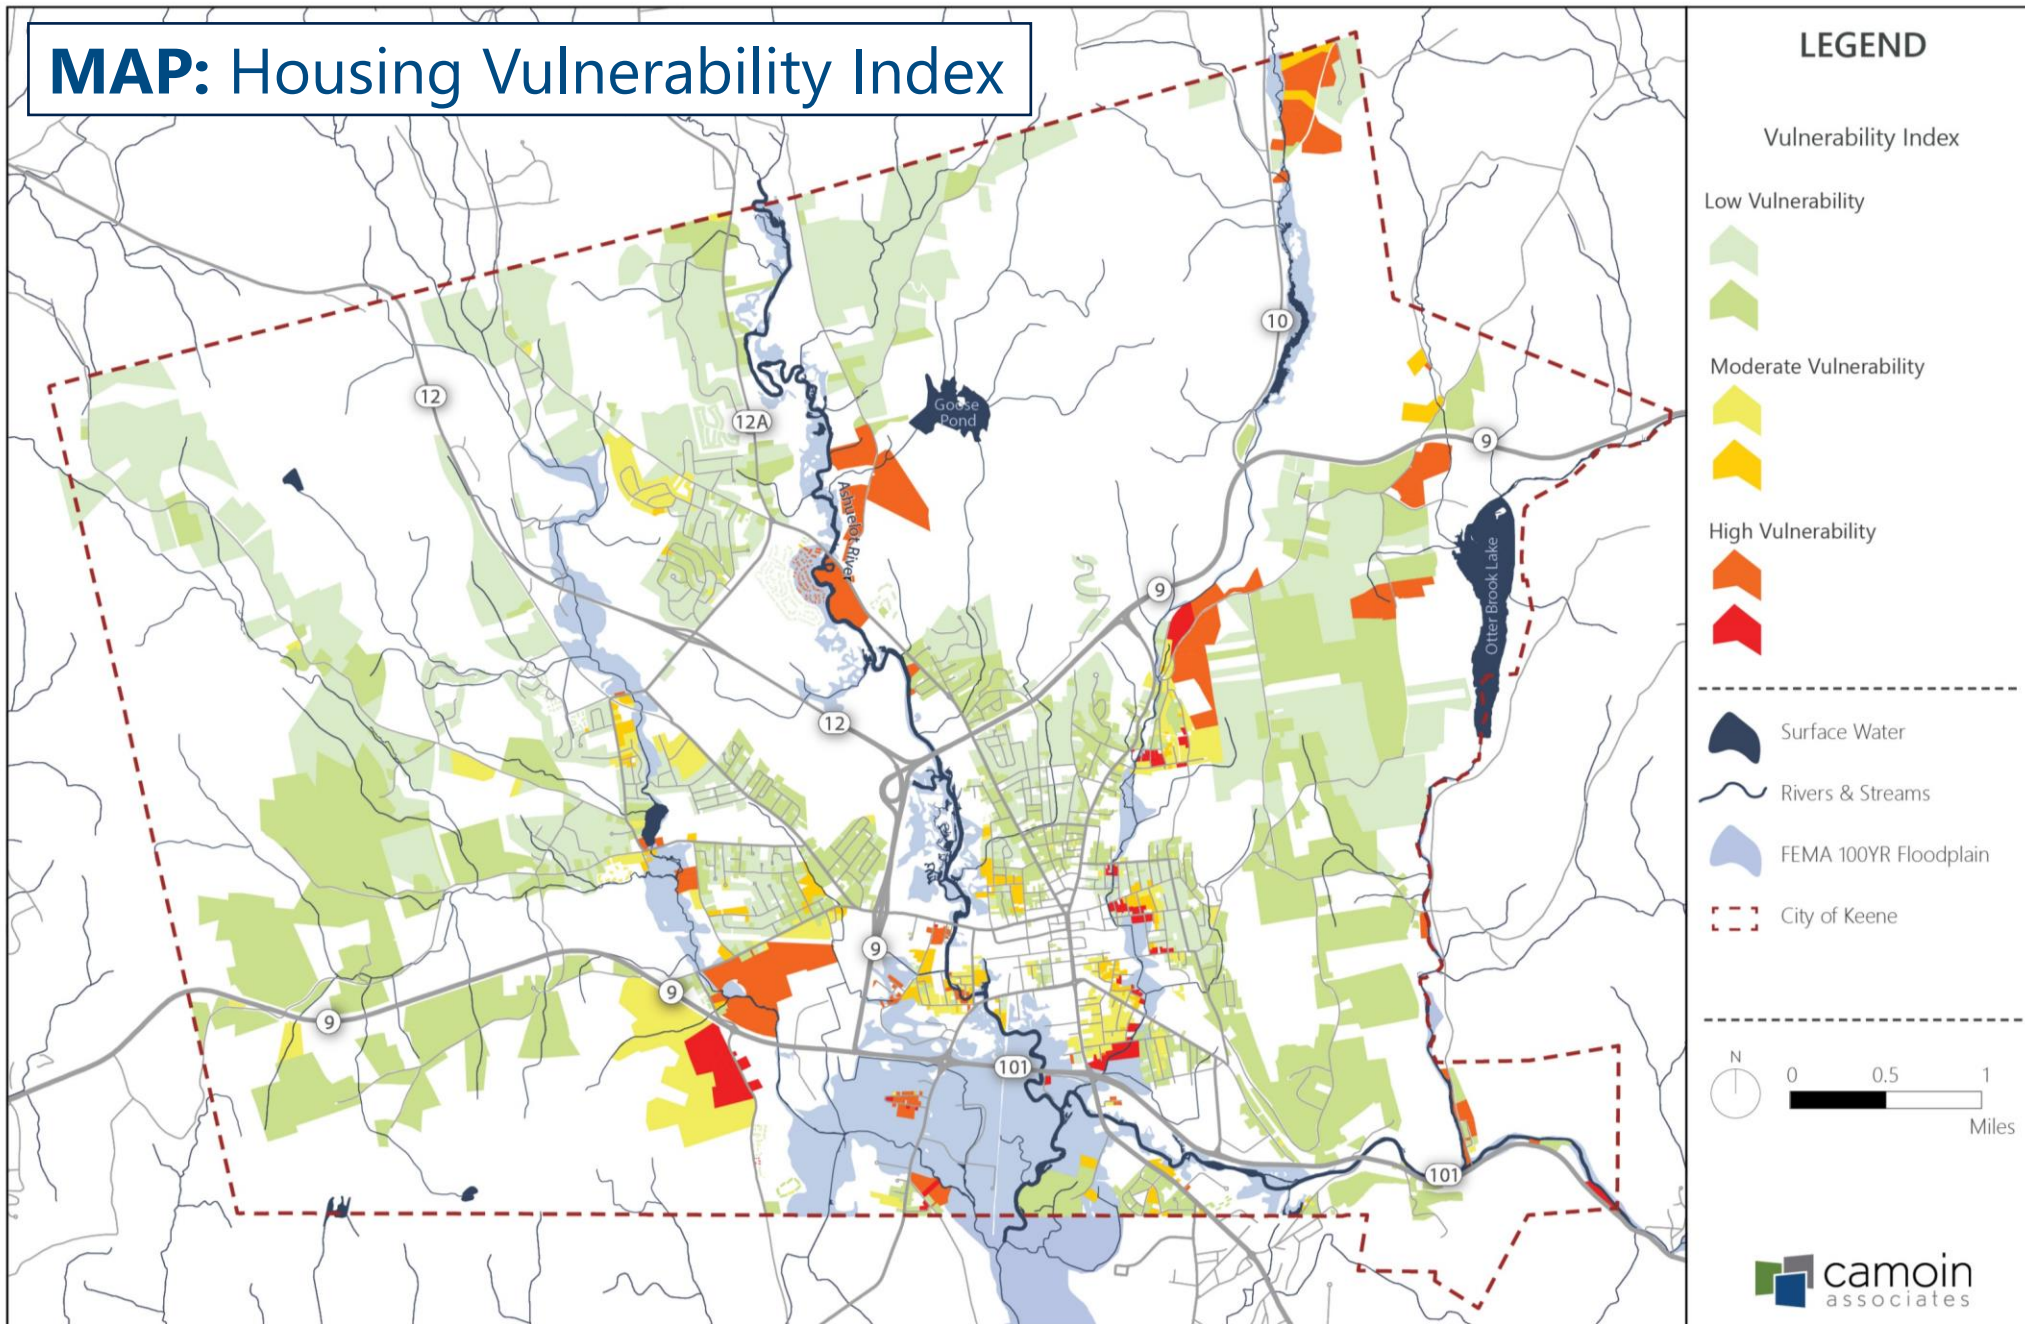 MAP: Housing Vulnerability Index
10
12
12A
Goose
Pond
9
Ashuelot River
Otter Brook Lake
9
12
9
9
9
101
101
LEGEND
Vulnerability Index
Low Vulnerability
Moderate Vulnerability
High Vulnerability
Surface Water
Rivers & Streams
FEMA 100YR Floodplain
City of Keene
N
0 0.5 1
Miles
camoin
associates